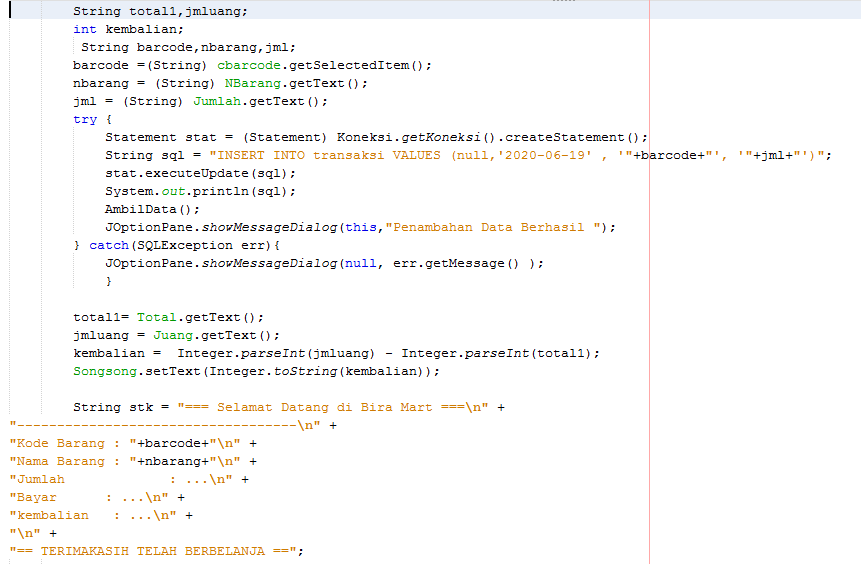 String total1,jmluang;
int kembalian;
String barcode,nbarang,jml;
barcode =(String) cbarcode.getSelectedItem();
nbarang = (String) NBarang.getText();
jml = (String) Jumlah.getText();
try {
Statement stat = (Statement) Koneksi.getKoneksi().createStatement();
String sql = "INSERT INTO transaksi VALUES (null,'2020-06-19' , '"+barcode+"', '"+jml+"')";
stat.executeUpdate(sql);
System.out.println(sql);
AmbilData();
JOptionPane.showMessageDialog(this,"Penambahan Data Berhasil ");
} catch(SQLException err){
JOptionPane.showMessageDialog(null, err.getMessage() );
}
total1= Total.getText();
jmluang = Juang.getText();
kembalian =  Integer.parseInt(jmluang) - Integer.parseInt(total1);
Songsong.setText(Integer.toString(kembalian));
String stk = "=== Selamat Datang di Bira Mart ===\n" +
"-----------------------------------\n" +
"Kode Barang : "+barcode+"\n" +
"Nama Barang : "+nbarang+"\n" +
"Jumlah             : ...\n" +
"Bayar      : ...\n" +
"kembalian   : ...\n" +
"\n" +
"== TERIMAKASIH TELAH BERBELANJA ==";